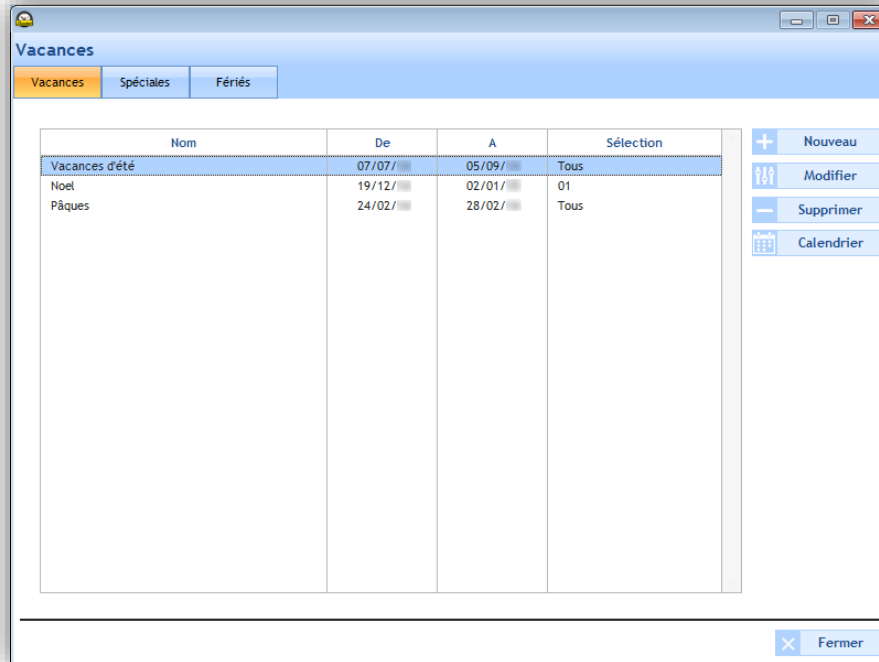 Vacances
Vacances Spéciales Fériés
Nom De A Sélection
Vacances d'été 07/07/ 05/09/ Tous
Noel 19/12/ 02/01/ 01
Pâques 24/02/ 28/02/ Tous
Nouveau
Modifier
Supprimer
Calendrier
Fermer